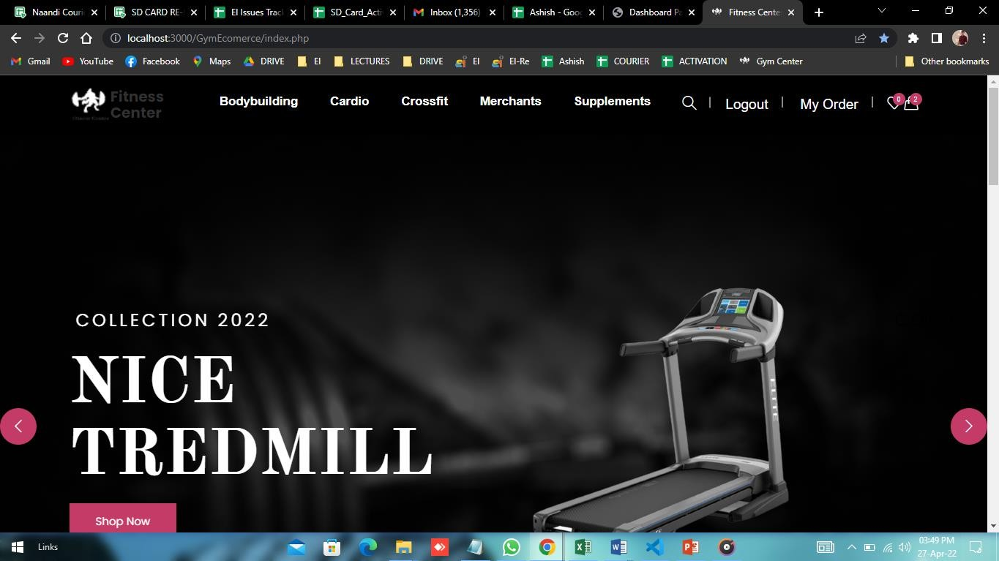 Naandi Couri
SD CARD RE-
EI Issues Trac
SD_Card_Acti
Inbox (1,356)
Ashish - Goog
Dashboard Pa
Fitness Cente
localhost:3000/GymEcomerce/index.php
Gmail
YouTube
Facebook
Maps
DRIVE
EI
LECTURES
DRIVE
EI
EI-Re
Ashish
COURIER
ACTIVATION
Gym Center
Other bookmarks
Fitness
Center
Bodybuilding
Cardio
Crossfit
Merchants
Supplements
Logout
My Order
0
2
COLLECTION 2022
NICE
TREDMILL
ELITE
Shop Now
Links
03:49 PM
27-Apr-22